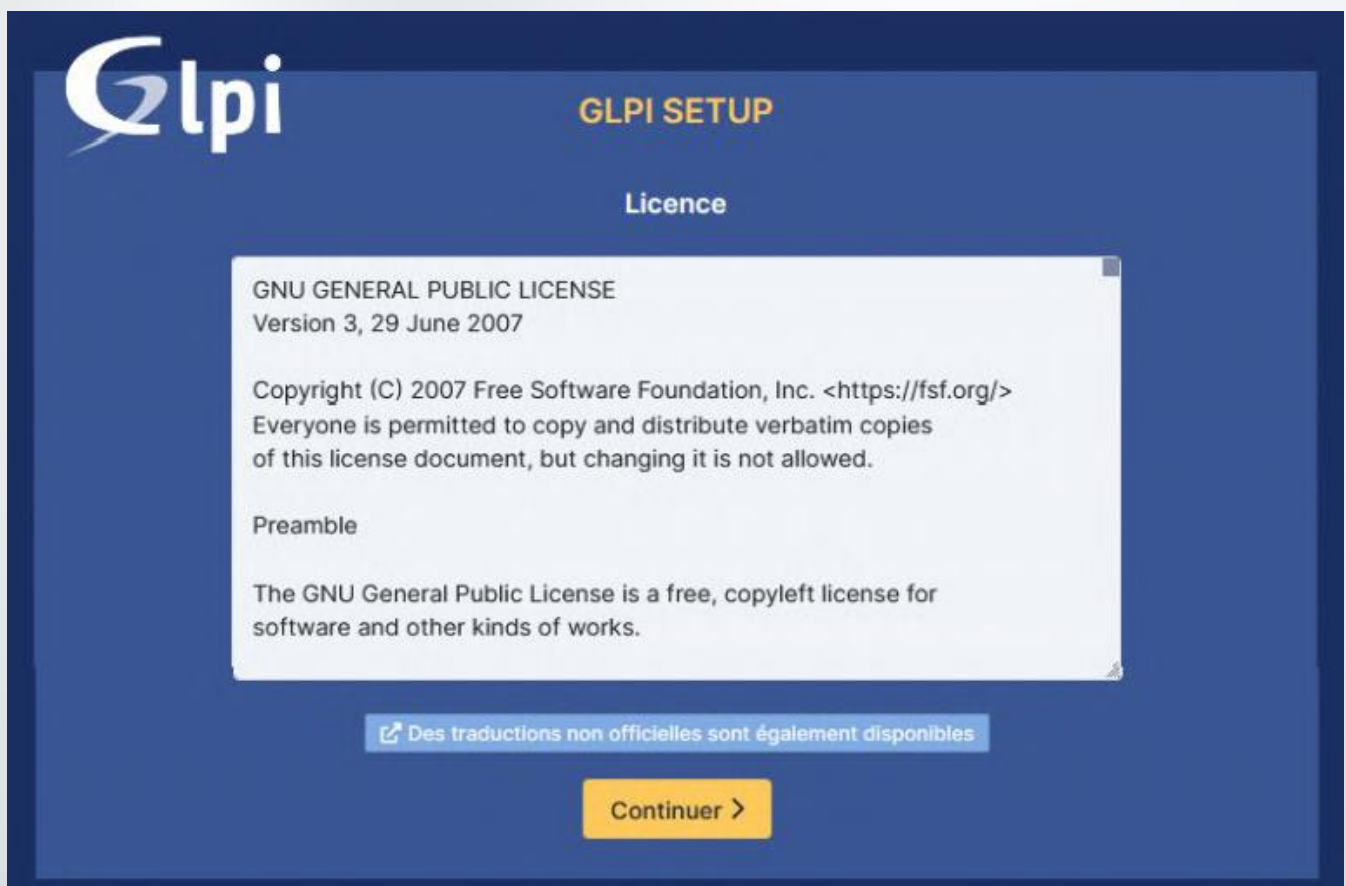 Glpi
GLPI SETUP
Licence
GNU GENERAL PUBLIC LICENSE
Version 3, 29 June 2007
Copyright (C) 2007 Free Software Foundation, Inc. <https://fsf.org/>
Everyone is permitted to copy and distribute verbatim copies
of this license document, but changing it is not allowed.
Preamble
The GNU General Public License is a free, copyleft license for
software and other kinds of works.
Des traductions non officielles sont également disponibles
Continuer >